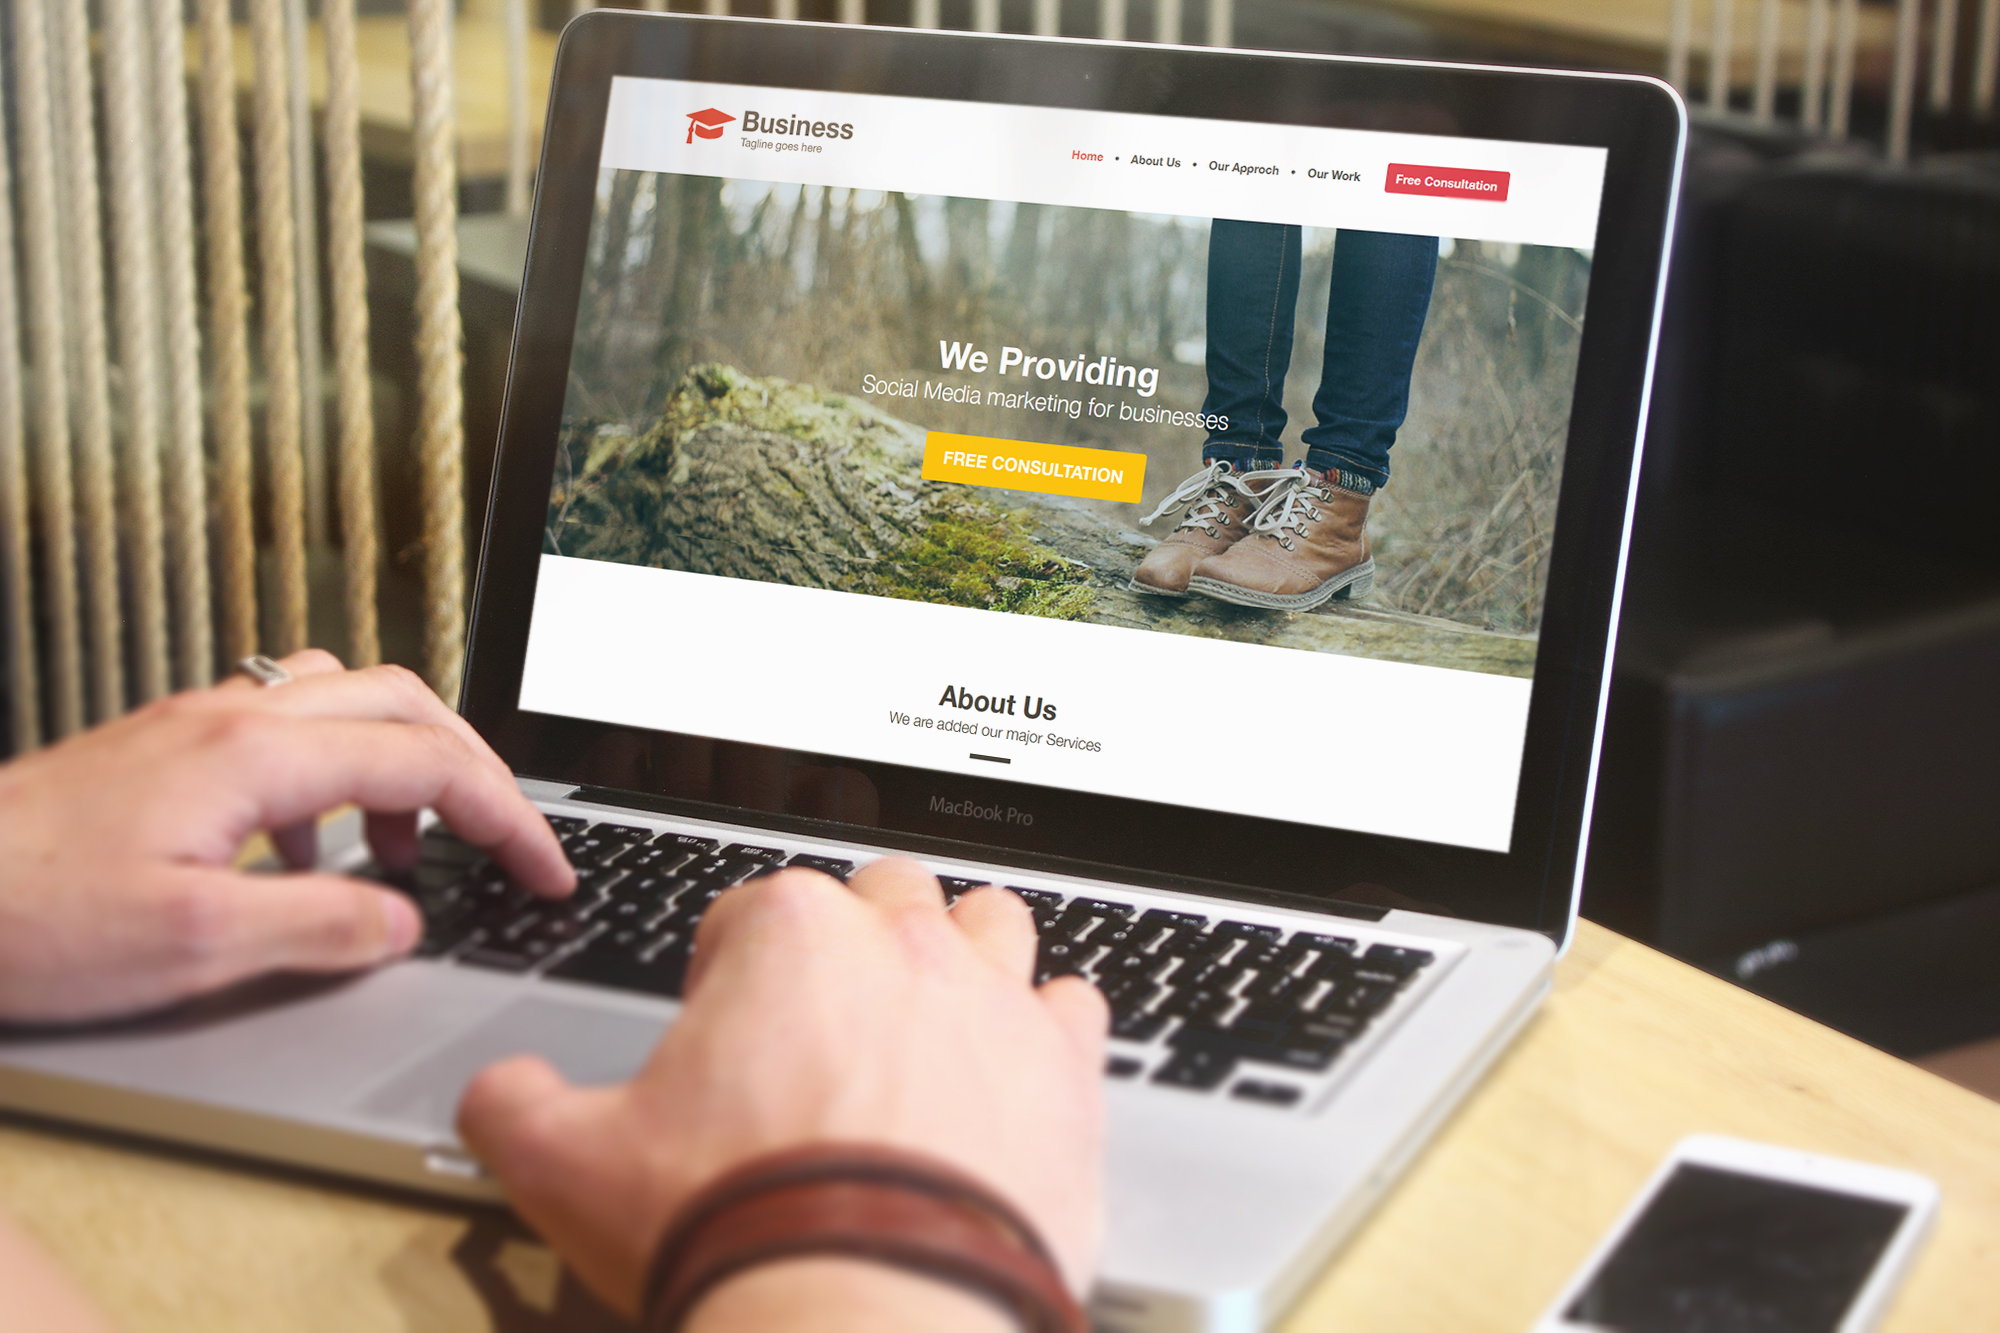 Business
Tagline goes here
Home • About Us • Our Approch • Our Work
Free Consultation
We Providing
Social Media marketing for businesses
FREE CONSULTATION
About Us
We are added our major Services
MacBook Pro